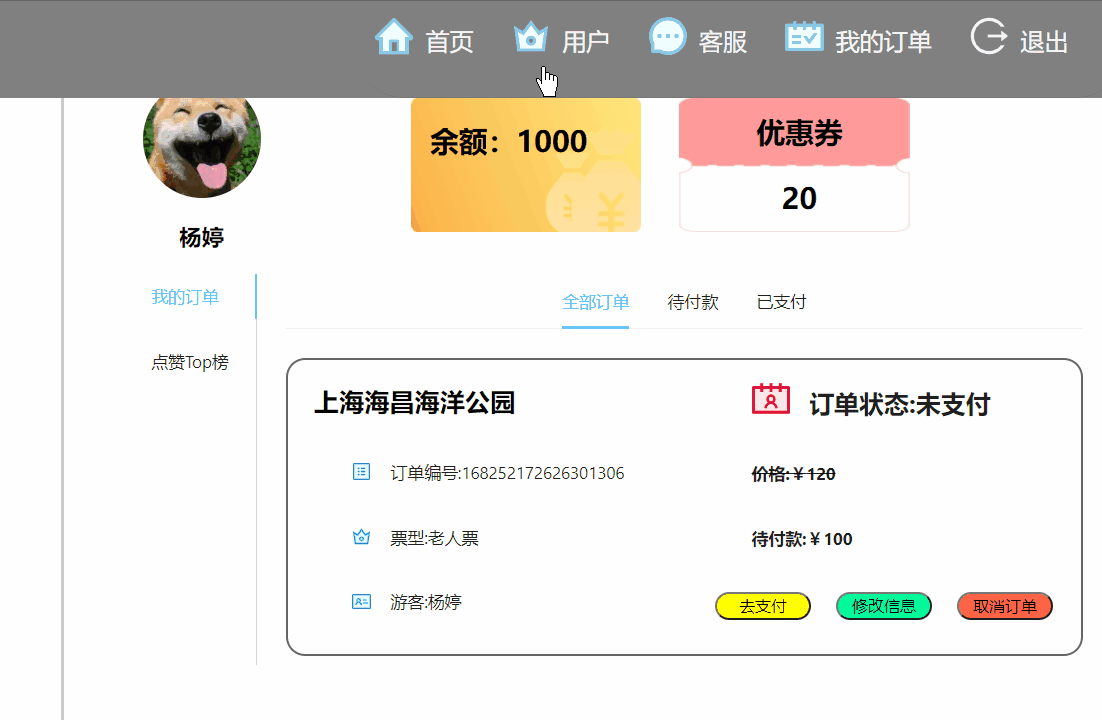 首页
用户
客服
我的订单
退出
余额：1000
优惠券
20
杨婷
我的订单
点赞Top榜
全部订单
待付款
已支付
上海海昌海洋公园
订单状态:未支付
订单编号:168252172626301306
价格:￥120
票型:老人票
待付款:￥100
游客:杨婷
去支付
修改信息
取消订单